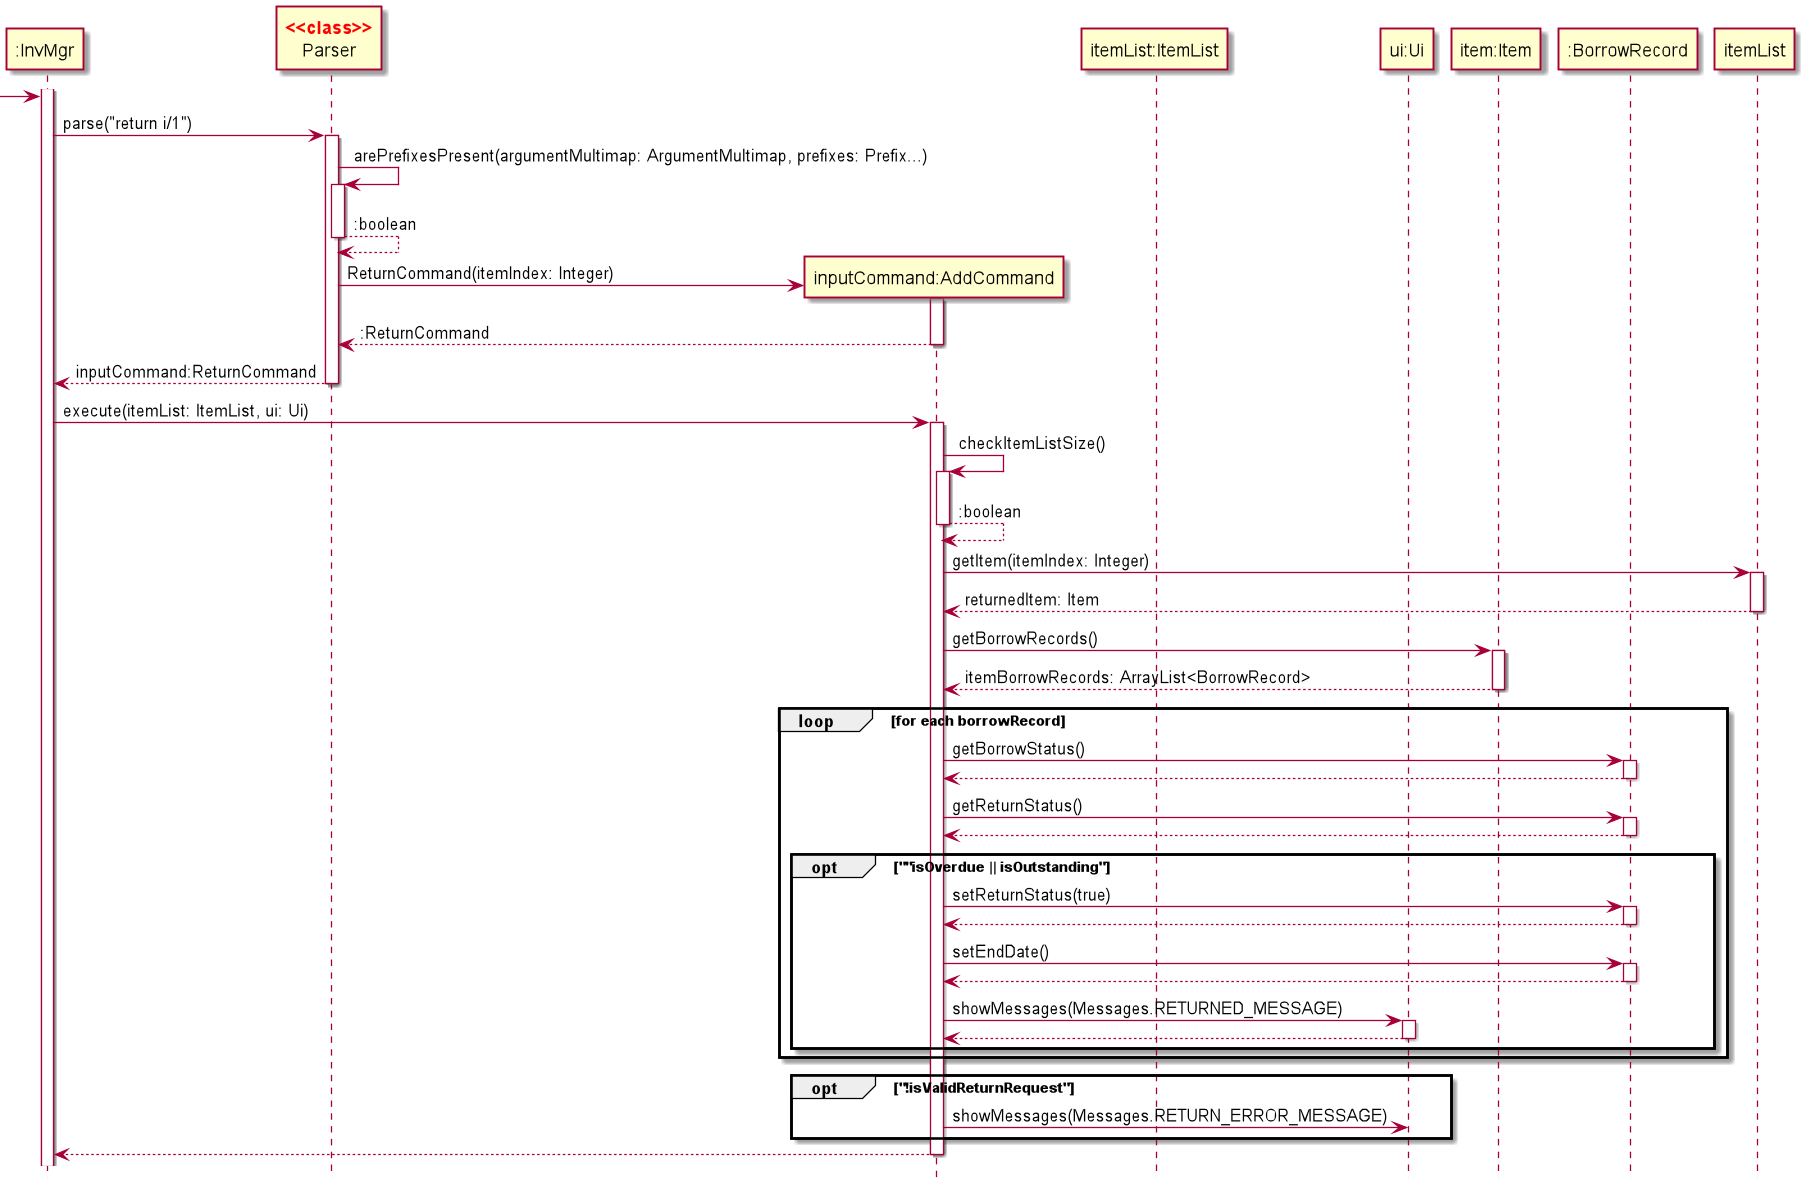 <<class>>
:InvMgr
Parser
itemList:ItemList
ui:Ui
item:Item
:BorrowRecord
itemList
parse("return i/1")
arePrefixesPresent(argumentMultimap: ArgumentMultimap, prefixes: Prefix...)
:boolean
ReturnCommand(itemIndex: Integer)
inputCommand:AddCommand
:ReturnCommand
inputCommand:ReturnCommand
execute(itemList: ItemList, ui: Ui)
checkItemListSize()
:boolean
getItem(itemIndex: Integer)
returnedItem: Item
getBorrowRecords()
itemBorrowRecords: ArrayList<BorrowRecord>
loop [for each borrowRecord]
getBorrowStatus()
getReturnStatus()
opt [""isOverdue || isOutstanding"]
setReturnStatus(true)
setEndDate()
showMessages(Messages.RETURNED_MESSAGE)
opt ["!isValidReturnRequest"]
showMessages(Messages.RETURN_ERROR_MESSAGE)